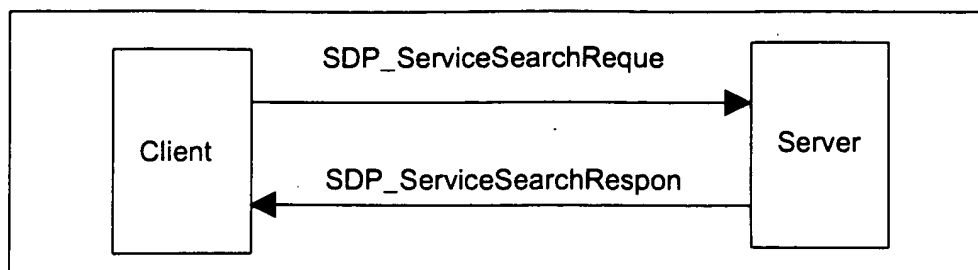 SDP_ServiceSearchReque
Client
Server
SDP_ServiceSearchRespon